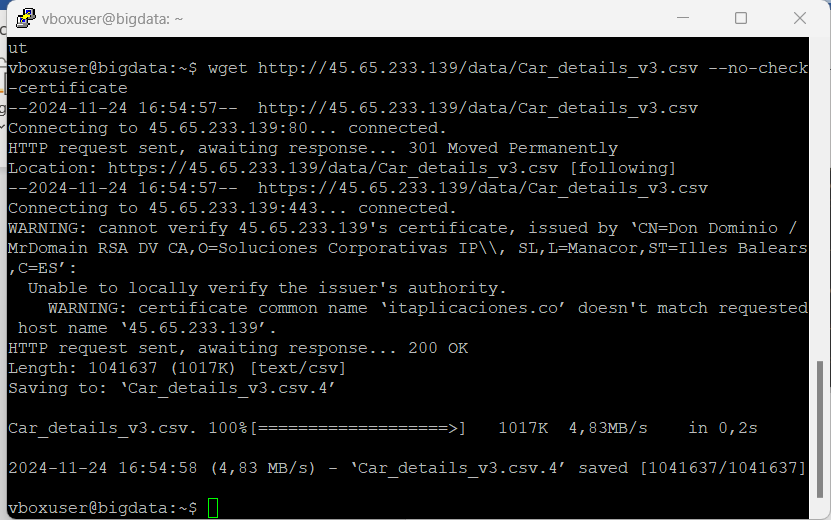 vboxuser@bigdata: ~
ut
vboxuser@bigdata:~$ wget http://45.65.233.139/data/Car_details_v3.csv --no-check
-certificate
--2024-11-24 16:54:57--  http://45.65.233.139/data/Car_details_v3.csv
Connecting to 45.65.233.139:80... connected.
HTTP request sent, awaiting response... 301 Moved Permanently
Location: https://45.65.233.139/data/Car_details_v3.csv [following]
--2024-11-24 16:54:57--  https://45.65.233.139/data/Car_details_v3.csv
Connecting to 45.65.233.139:443... connected.
WARNING: cannot verify 45.65.233.139's certificate, issued by ‘CN=Don Dominio /
MrDomain RSA DV CA,O=Soluciones Corporativas IP\\, SL,L=Manacor,ST=Illes Balears
,C=ES’:
  Unable to locally verify the issuer's authority.
    WARNING: certificate common name ‘itaplicaciones.co’ doesn't match requested
 host name ‘45.65.233.139’.
HTTP request sent, awaiting response... 200 OK
Length: 1041637 (1017K) [text/csv]
Saving to: ‘Car_details_v3.csv.4’

Car_details_v3.csv. 100%[===================>]   1017K  4,83MB/s    in 0,2s

2024-11-24 16:54:58 (4,83 MB/s) - ‘Car_details_v3.csv.4’ saved [1041637/1041637]

vboxuser@bigdata:~$